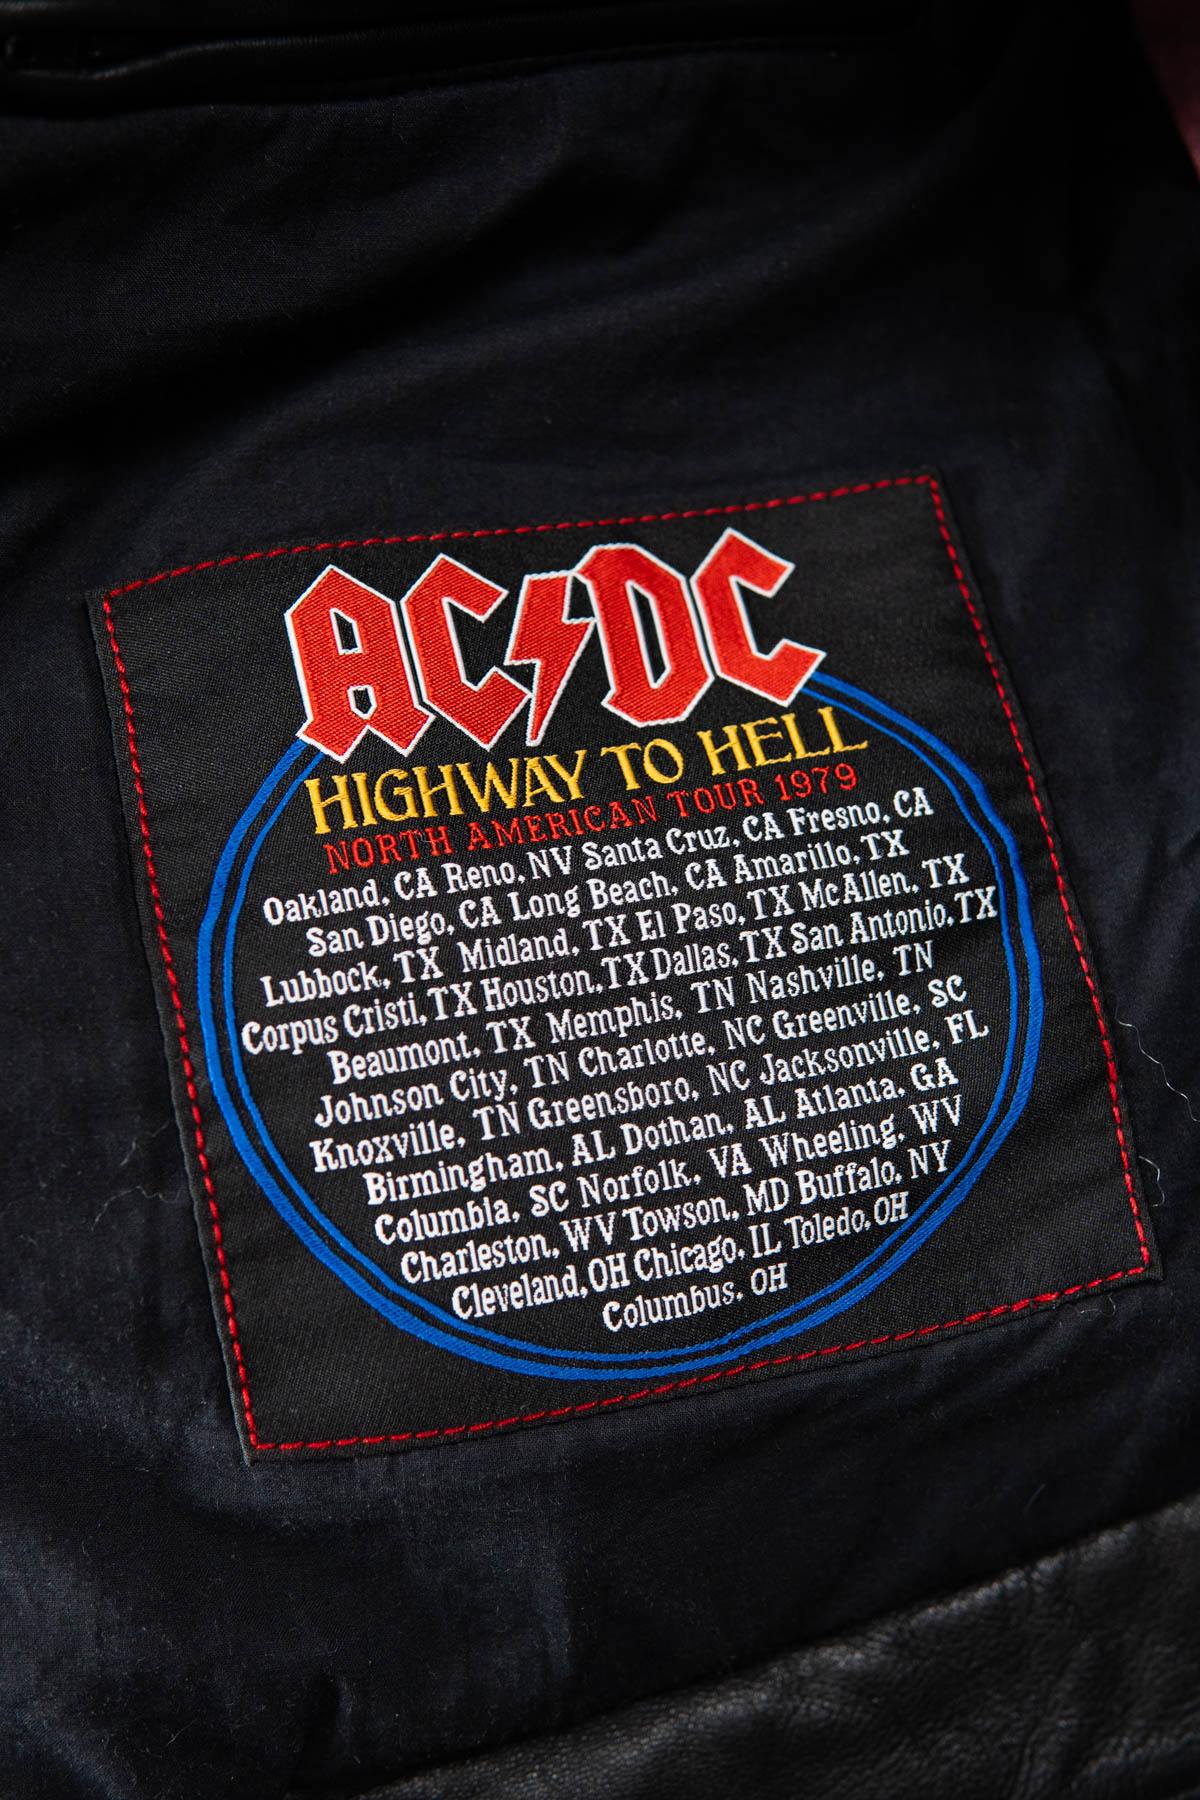 AC⚡DC
HIGHWAY TO HELL
NORTH AMERICAN TOUR 1979
Oakland, CA Reno, NV Santa Cruz, CA Fresno, CA
San Diego, CA Long Beach, CA Amarillo, TX
Lubbock, TX Midland, TX El Paso, TX McAllen, TX
Corpus Cristi, TX Houston, TX Dallas, TX San Antonio, TX
Beaumont, TX Memphis, TN Nashville, TN
Johnson City, TN Charlotte, NC Greenville, SC
Knoxville, TN Greensboro, NC Jacksonville, FL
Birmingham, AL Dothan, AL Atlanta, GA
Columbia, SC Norfolk, VA Wheeling, WV
Charleston, WV Towson, MD Buffalo, NY
Cleveland, OH Chicago, IL Toledo, OH
Columbus, OH